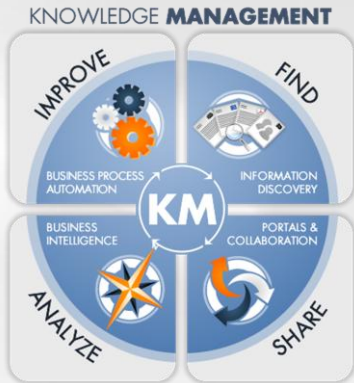 KNOWLEDGE MANAGEMENT
IMPROVE
FIND
BUSINESS PROCESS
AUTOMATION
INFORMATION
DISCOVERY
KM
BUSINESS
INTELLIGENCE
PORTALS &
COLLABORATION
ANALYZE
SHARE